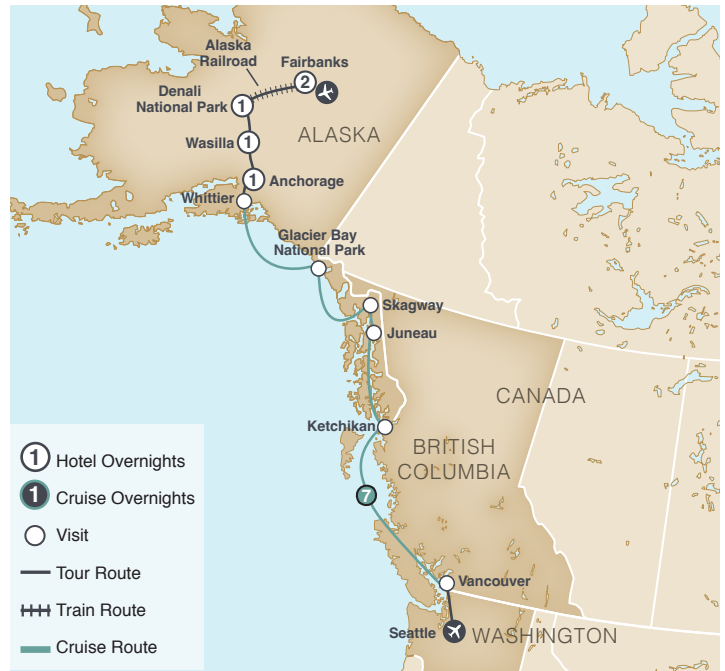 Alaska
Railroad
Fairbanks
2
Denali
National Park
1
ALASKA
Wasilla
1
1
Anchorage
Whittier
Glacier Bay
National Park
Skagway
Juneau
CANADA
Ketchikan
BRITISH
COLUMBIA
7
Vancouver
Seattle
WASHINGTON
1 Hotel Overnights
1 Cruise Overnights
Visit
Tour Route
Train Route
Cruise Route